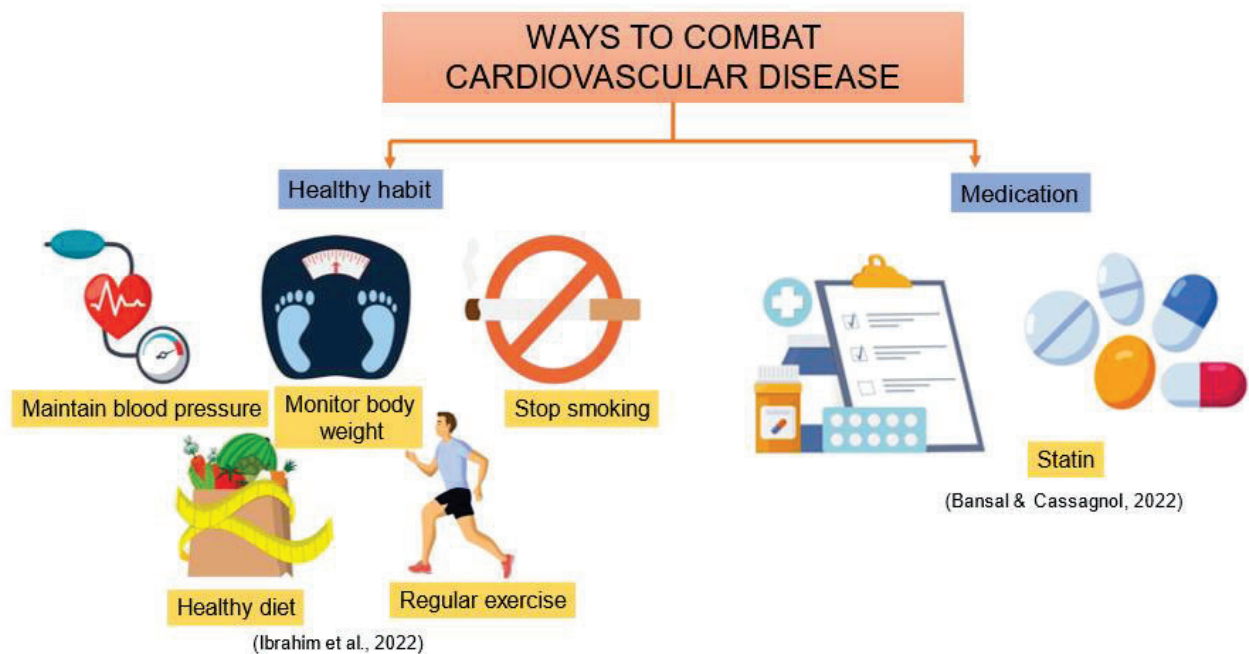 WAYS TO COMBAT
CARDIOVASCULAR DISEASE
Healthy habit
Medication
Maintain blood pressure
Monitor body
weight
Stop smoking
Healthy diet
Regular exercise
(Ibrahim et al., 2022)
Statin
(Bansal & Cassagnol, 2022)